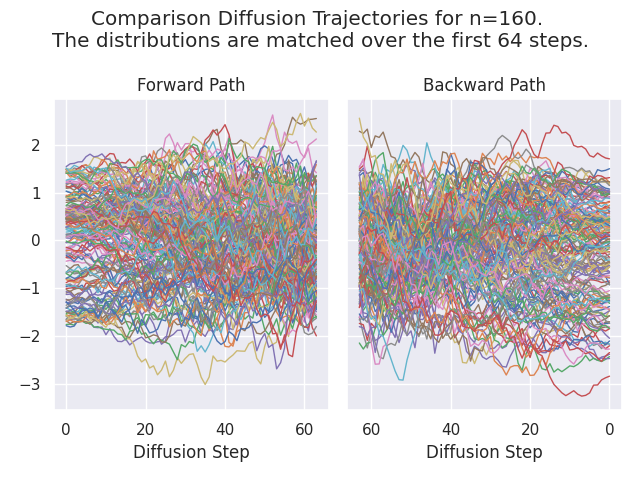 Comparison Diffusion Trajectories for n=160.
The distributions are matched over the first 64 steps.
Forward Path
Backward Path
2
1
0
−1
−2
−3
0 20 40 60
60 40 20 0
Diffusion Step
Diffusion Step